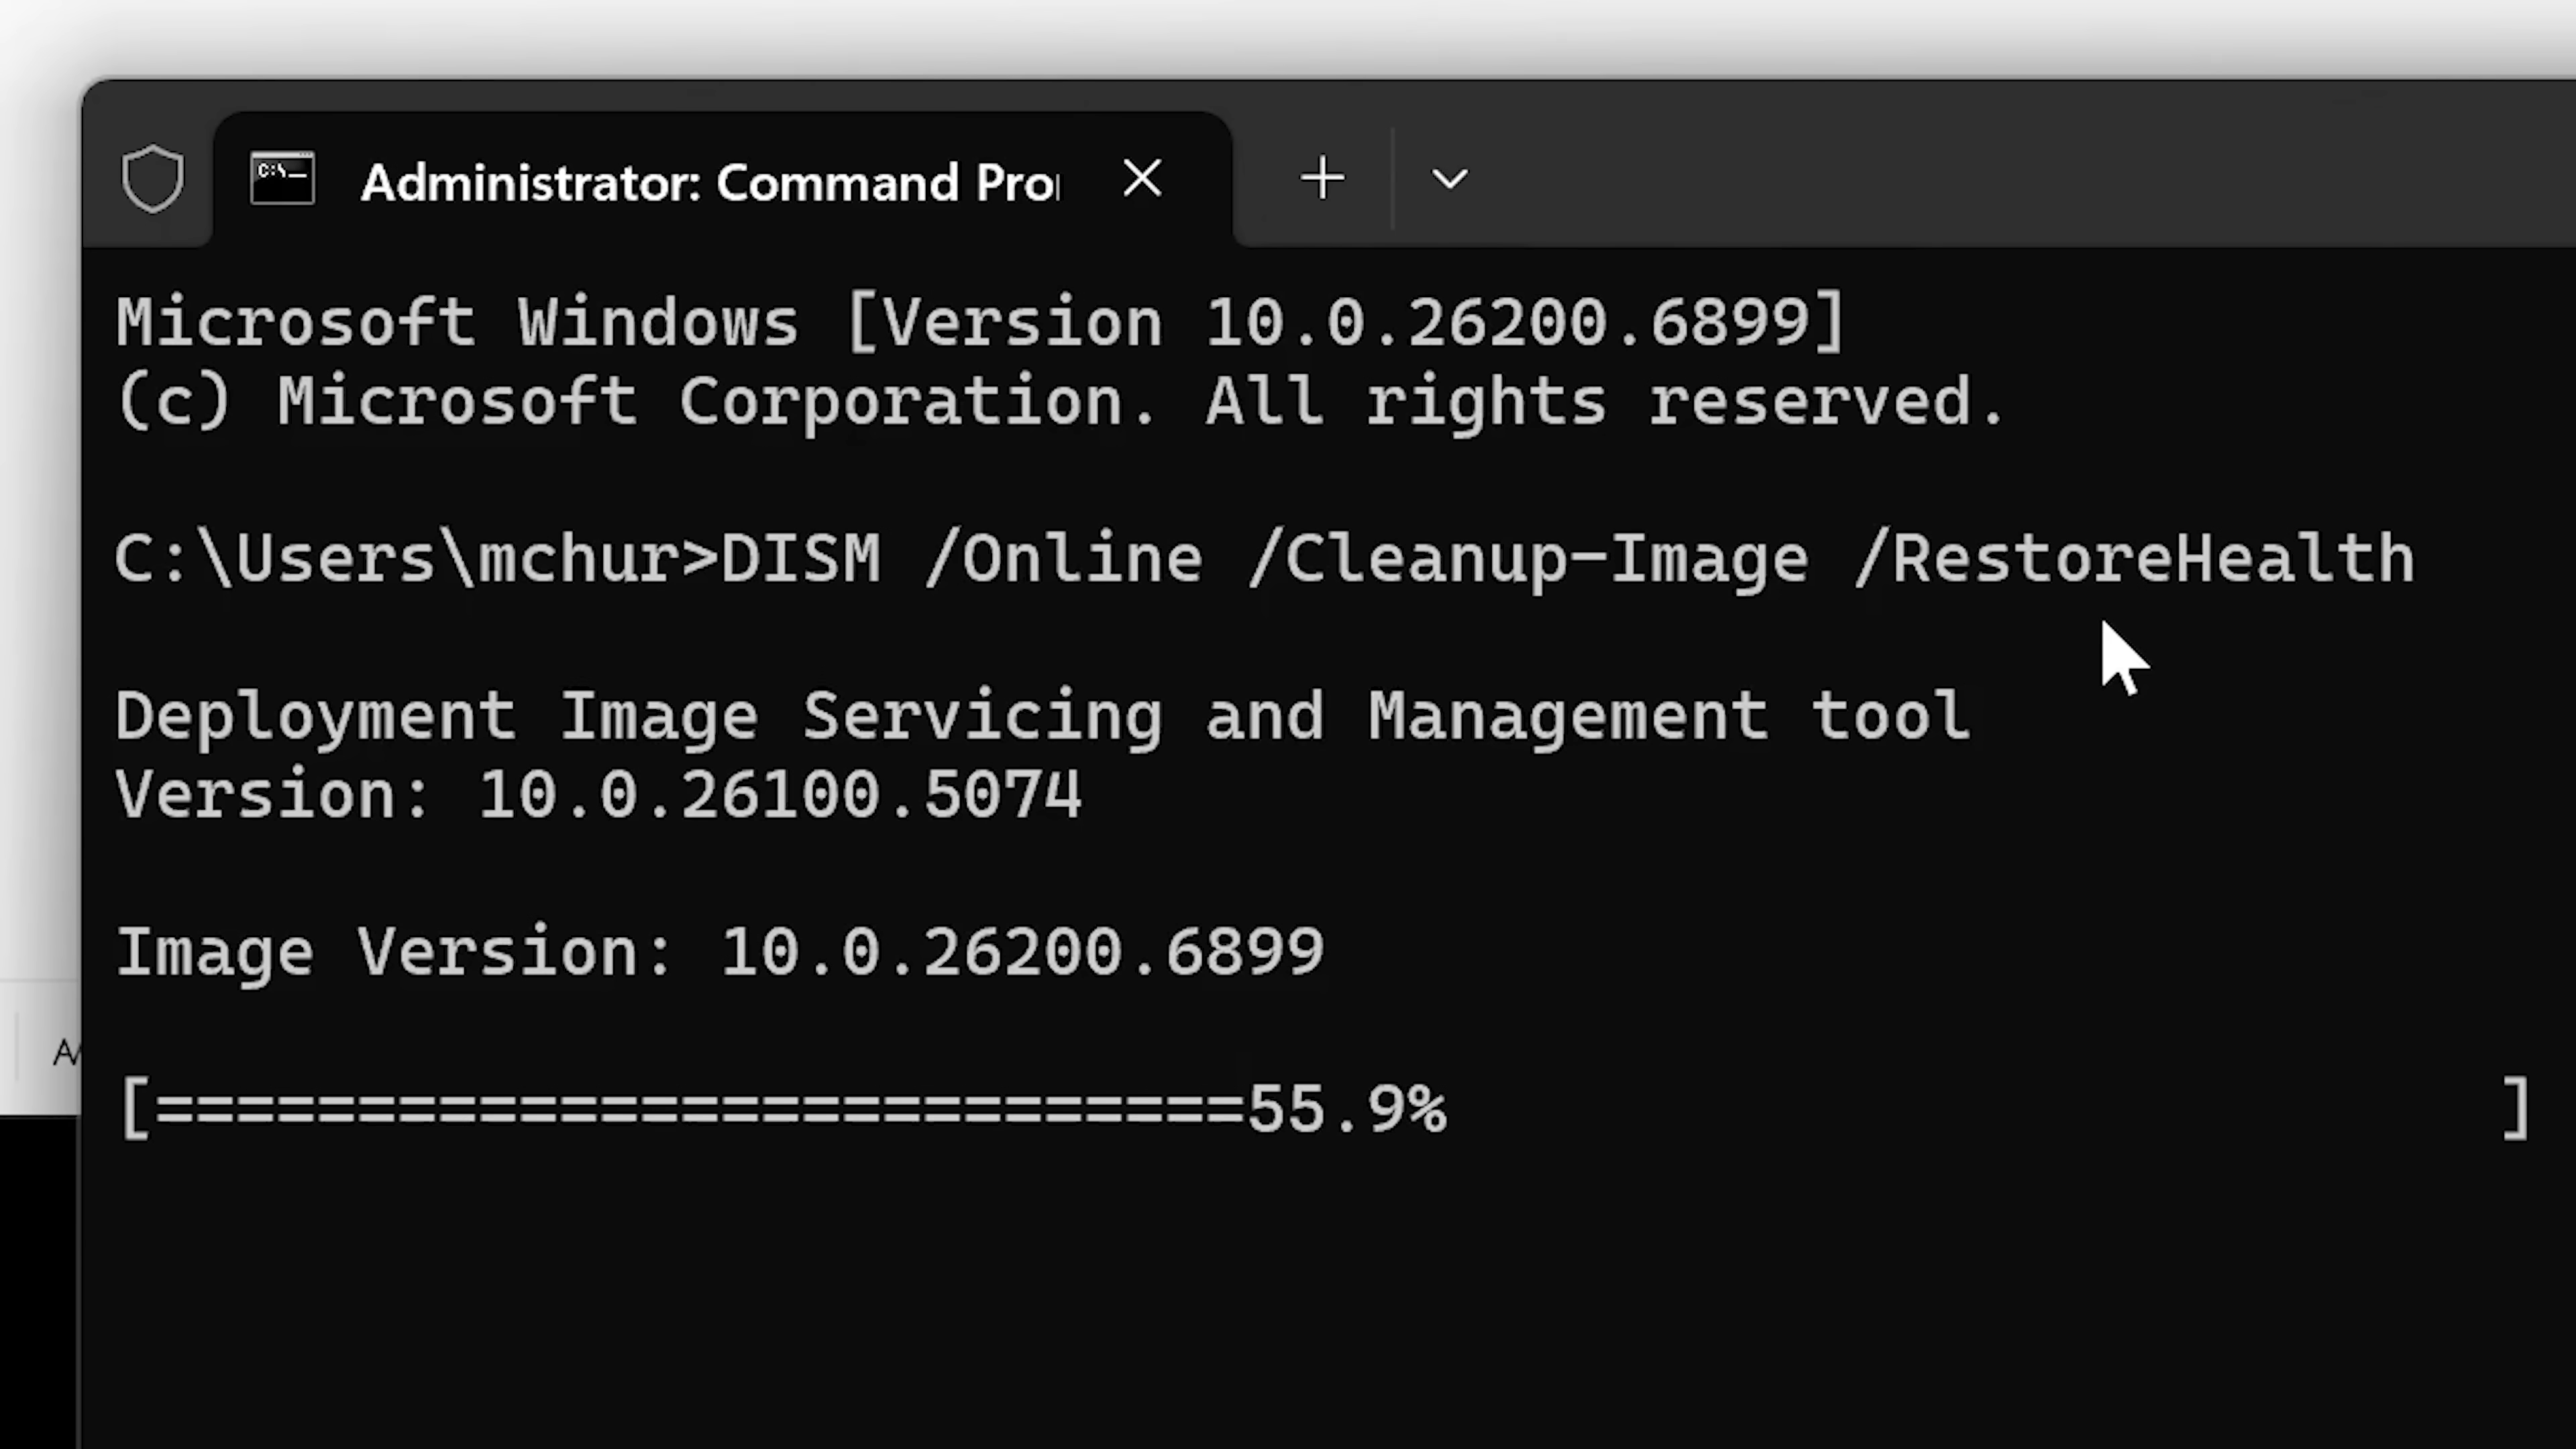 Administrator: Command Pro
Microsoft Windows [Version 10.0.26200.6899]
(c) Microsoft Corporation. All rights reserved.
C:\Users\mchur>DISM /Online /Cleanup-Image /RestoreHealth
Deployment Image Servicing and Management tool
Version: 10.0.26100.5074
Image Version: 10.0.26200.6899
[===========================55.9%                          ]